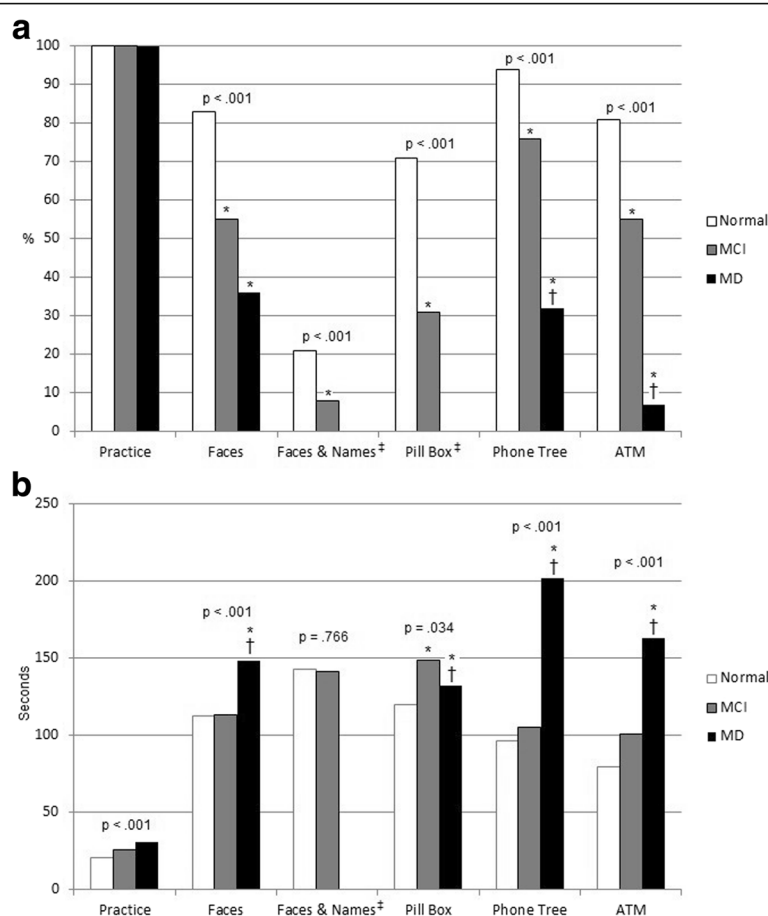 a
100
90
80
70
60
50
40
30
20
10
0
%
p < .001
*
*
p < .001
*
p < .001
*
p < .001
*
*
†
p < .001
*
*
†
Practice
Faces
Faces & Names‡
Pill Box‡
Phone Tree
ATM
Normal
MCI
MD
b
250
200
150
100
50
0
Seconds
p < .001
p < .001
*
†
p = .766
p = .034
*
*
†
p < .001
*
†
p < .001
*
†
Practice
Faces
Faces & Names‡
Pill Box
Phone Tree
ATM
Normal
MCI
MD